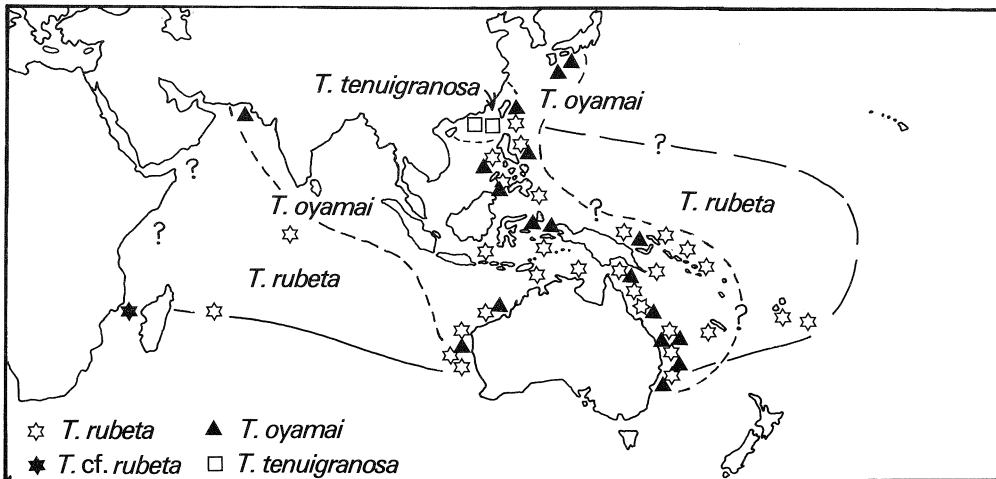 T. tenuigranosa
T. oyamai
?
?
T. oyamai
?
T. rubeta
?
T. rubeta
?
T. rubeta
T. oyamai
T. cf. rubeta
T. tenuigranosa